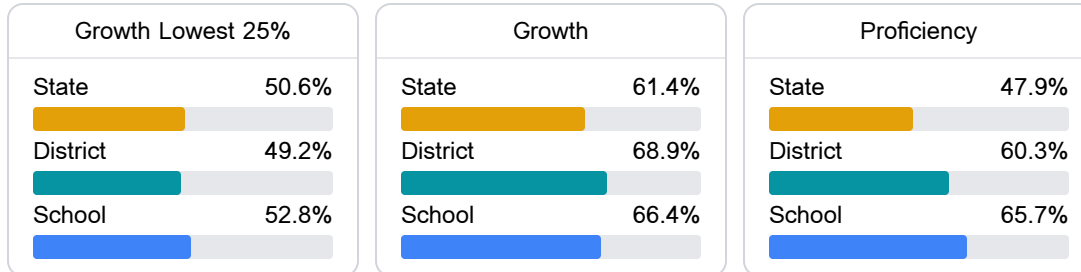 Growth Lowest 25%
State 50.6%
District 49.2%
School 52.8%
Growth
State 61.4%
District 68.9%
School 66.4%
Proficiency
State 47.9%
District 60.3%
School 65.7%